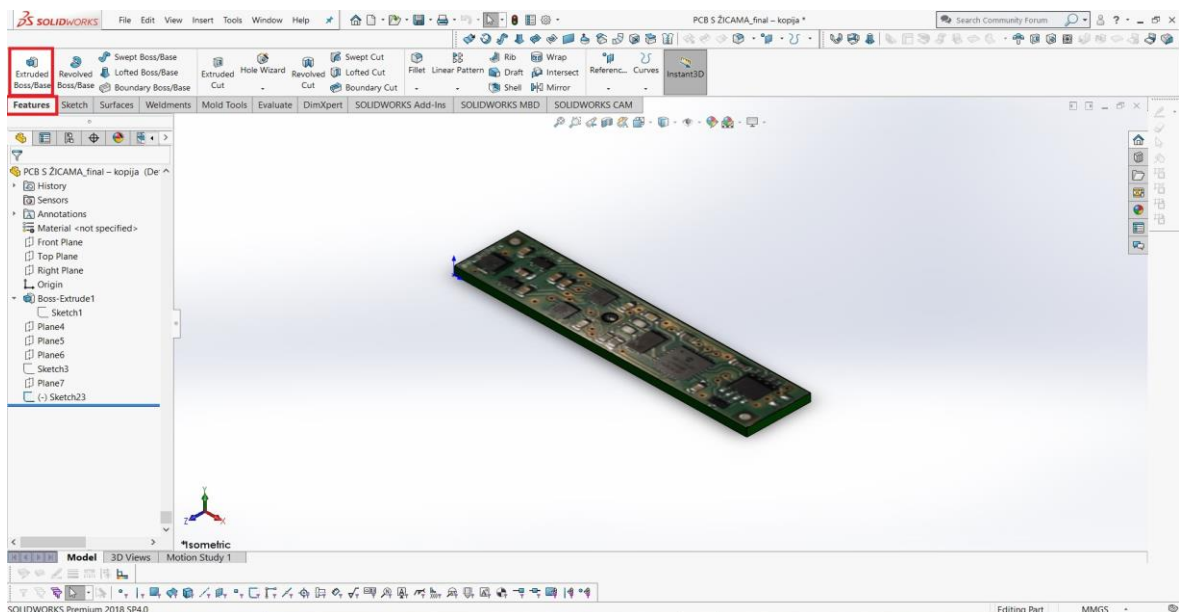 SOLIDWORKS File Edit View Insert Tools Window Help PCB S ŽICAMA_final – kopija * Search Community Forum
Extruded Boss/Base
Revolved Boss/Base
Swept Boss/Base
Lofted Boss/Base
Boundary Boss/Base
Extruded Cut
Hole Wizard
Revolved Cut
Swept Cut
Lofted Cut
Boundary Cut
Fillet
Linear Pattern
Rib
Draft
Shell
Wrap
Intersect
Mirror
Referenc...
Curves
Instant3D
Features Sketch Surfaces Weldments Mold Tools Evaluate DimXpert SOLIDWORKS Add-Ins SOLIDWORKS MBD SOLIDWORKS CAM
PCB S ŽICAMA_final – kopija (De
History
Sensors
Annotations
Material <not specified>
Front Plane
Top Plane
Right Plane
Origin
Boss-Extrude1
Sketch1
Plane4
Plane5
Plane6
Sketch3
Plane7
(-) Sketch23
Y
Z X
*Isometric
Model 3D Views Motion Study 1
SOLIDWORKS Premium 2018 SP4.0 Editing Part MMGS